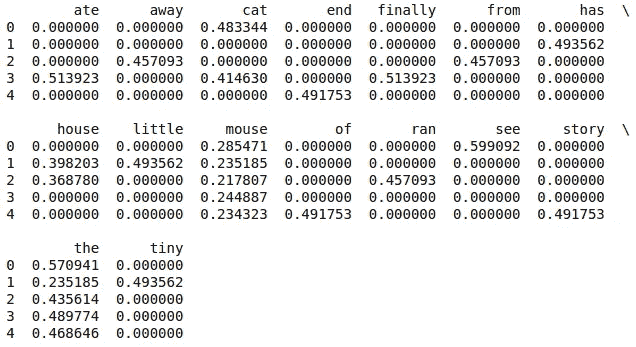 ate away cat end finally from has \
0 0.000000 0.000000 0.483344 0.000000 0.000000 0.000000 0.000000
1 0.000000 0.000000 0.000000 0.000000 0.000000 0.000000 0.493562
2 0.000000 0.457093 0.000000 0.000000 0.000000 0.457093 0.000000
3 0.513923 0.000000 0.414630 0.000000 0.513923 0.000000 0.000000
4 0.000000 0.000000 0.000000 0.491753 0.000000 0.000000 0.000000
house little mouse of ran see story \
0 0.000000 0.000000 0.285471 0.000000 0.000000 0.599092 0.000000
1 0.398203 0.493562 0.235185 0.000000 0.000000 0.000000 0.000000
2 0.368780 0.000000 0.217807 0.000000 0.457093 0.000000 0.000000
3 0.000000 0.000000 0.244887 0.000000 0.000000 0.000000 0.000000
4 0.000000 0.000000 0.234323 0.491753 0.000000 0.000000 0.491753
the tiny
0 0.570941 0.000000
1 0.235185 0.493562
2 0.435614 0.000000
3 0.489774 0.000000
4 0.468646 0.000000